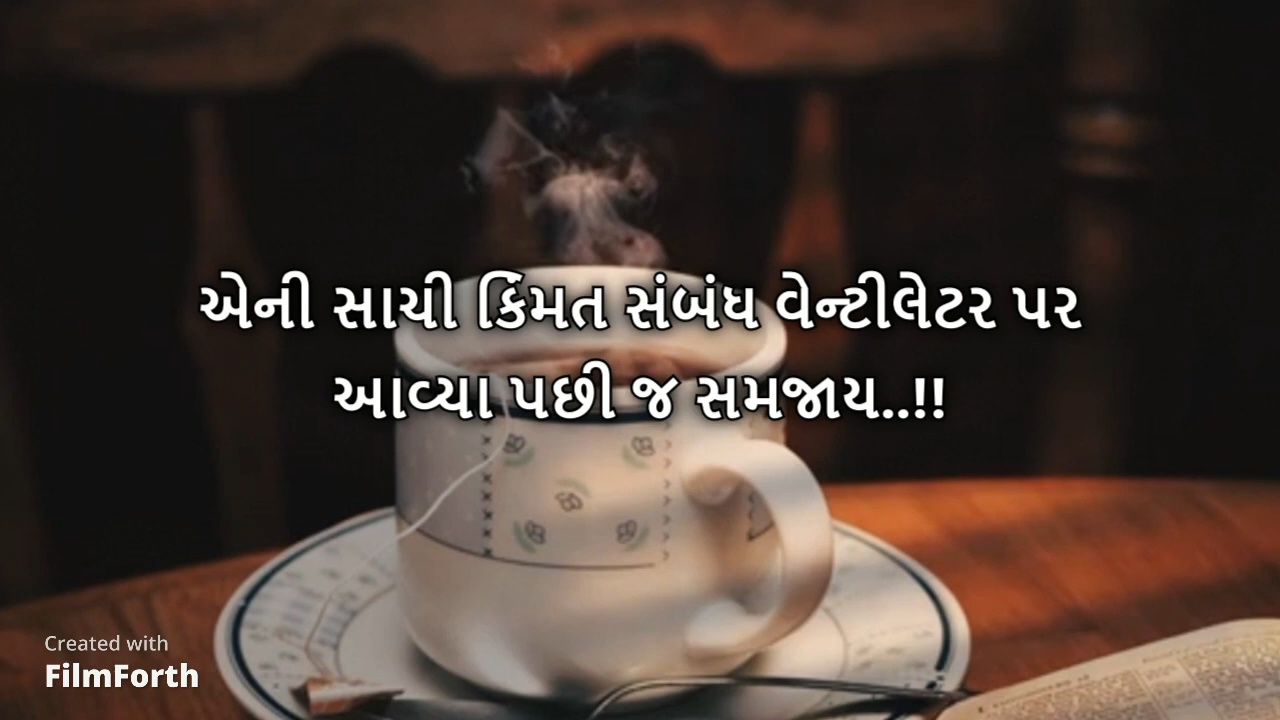 એની સાચી કિંમત સંબંધ વેન્ટીલેટર પર
આવ્યા પછી જ સમજાય..!!
Created with
FilmForth